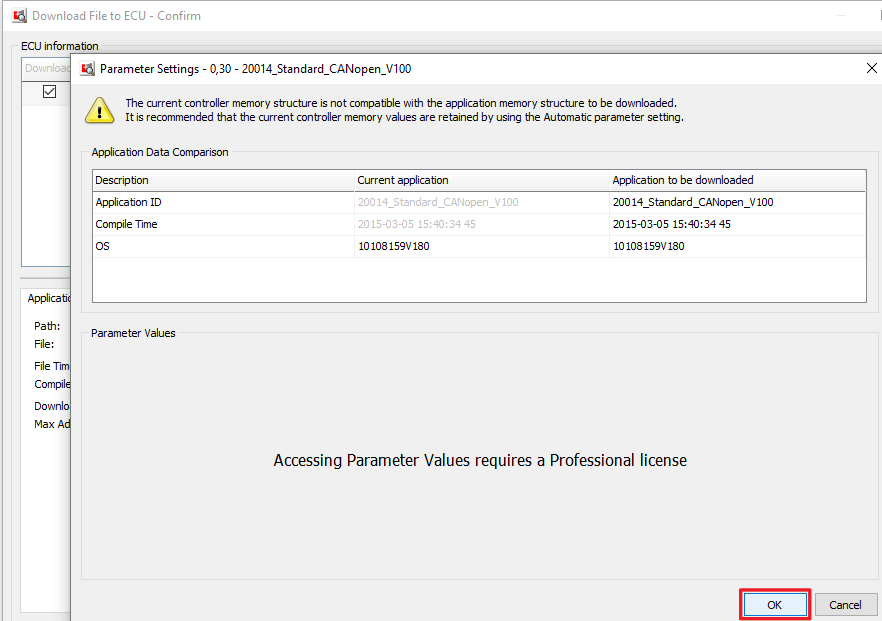 Download File to ECU - Confirm
ECU information
Download
Parameter Settings - 0,30 - 20014_Standard_CANopen_V100
The current controller memory structure is not compatible with the application memory structure to be downloaded.
It is recommended that the current controller memory values are retained by using the Automatic parameter setting.
Application Data Comparison
Description Current application Application to be downloaded
Application ID 20014_Standard_CANopen_V100 20014_Standard_CANopen_V100
Compile Time 2015-03-05 15:40:34 45 2015-03-05 15:40:34 45
OS 10108159V180 10108159V180
Applicatio
Path:
File:
File Tim
Compile
Downlo
Max Ad
Parameter Values
Accessing Parameter Values requires a Professional license
OK Cancel